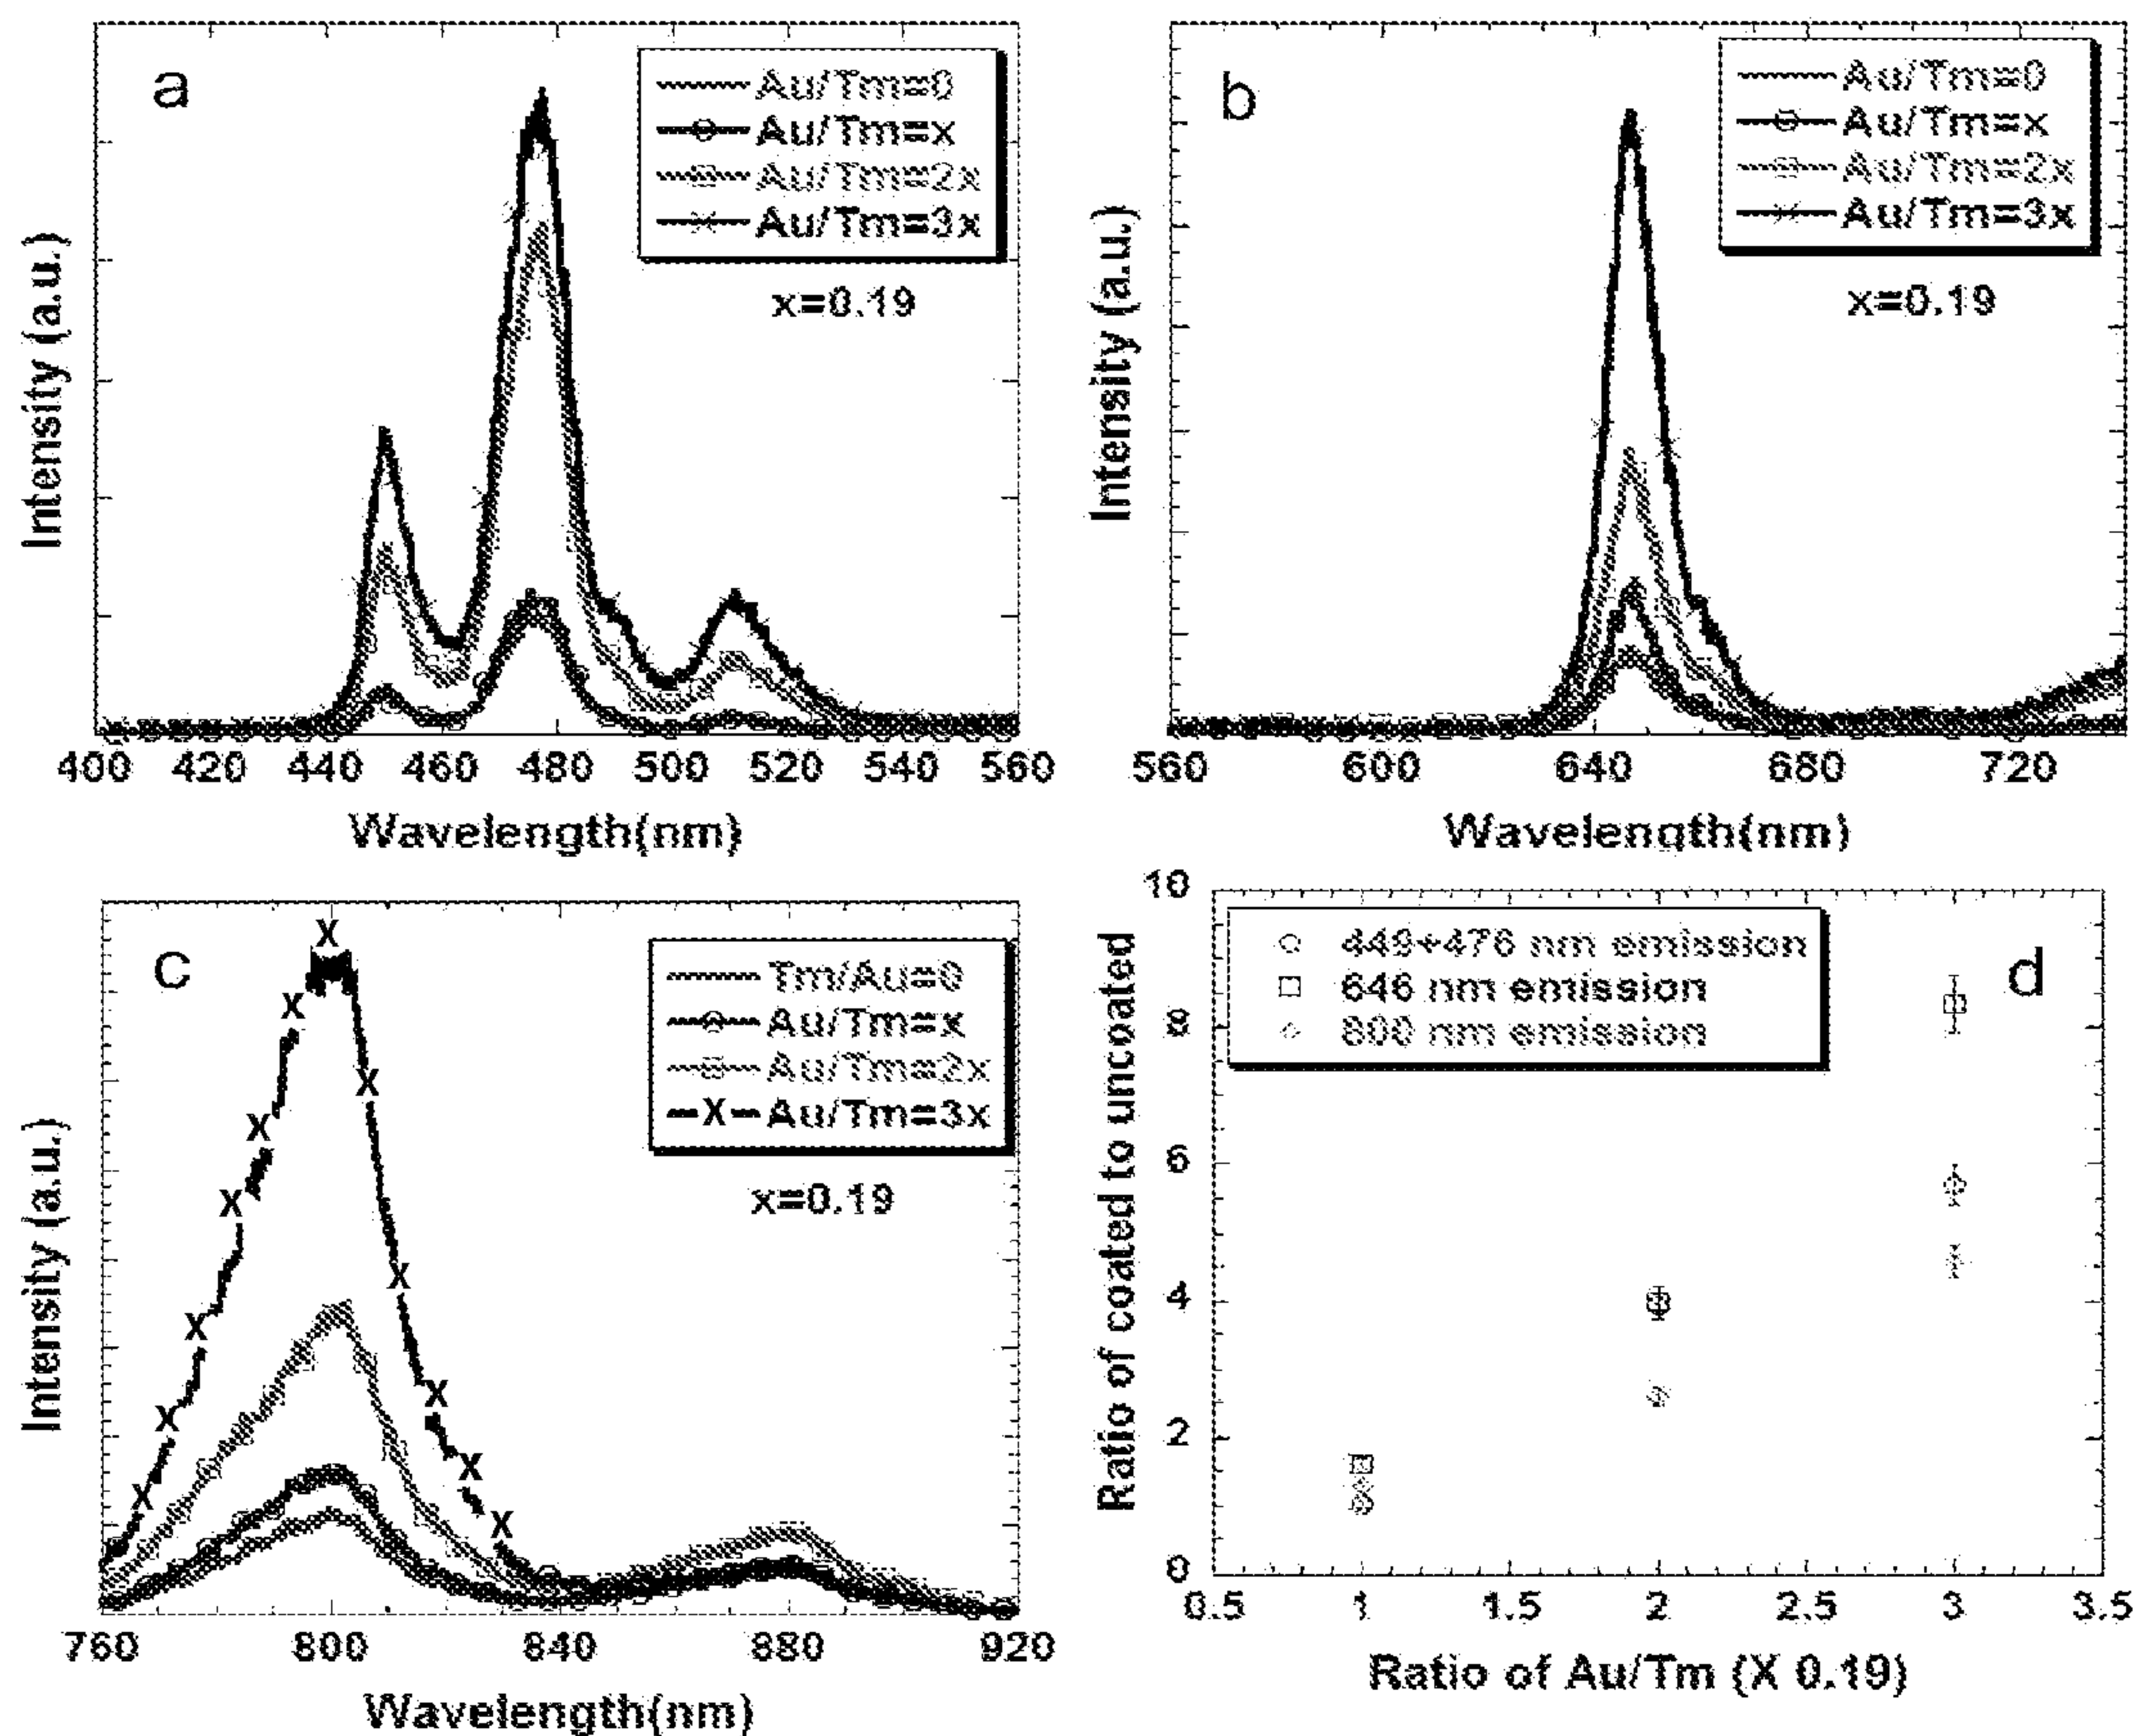 a
Au/Tm=0
Au/Tm=x
Au/Tm=2x
Au/Tm=3x
x=0.19
Intensity (a.u.)
400 420 440 460 480 500 520 540 560
Wavelength(nm)
b
Au/Tm=0
Au/Tm=x
Au/Tm=2x
Au/Tm=3x
x=0.19
Intensity (a.u.)
560 600 640 680 720
Wavelength(nm)
c
Tm/Au=0
Au/Tm=x
Au/Tm=2x
-X- Au/Tm=3x
x=0.19
Intensity (a.u.)
760 800 840 880 920
Wavelength(nm)
d
449+476 nm emission
646 nm emission
800 nm emission
Ratio of coated to uncoated
10
8
6
4
2
0
0.5 1 1.5 2 2.5 3 3.5
Ratio of Au/Tm (X 0.19)